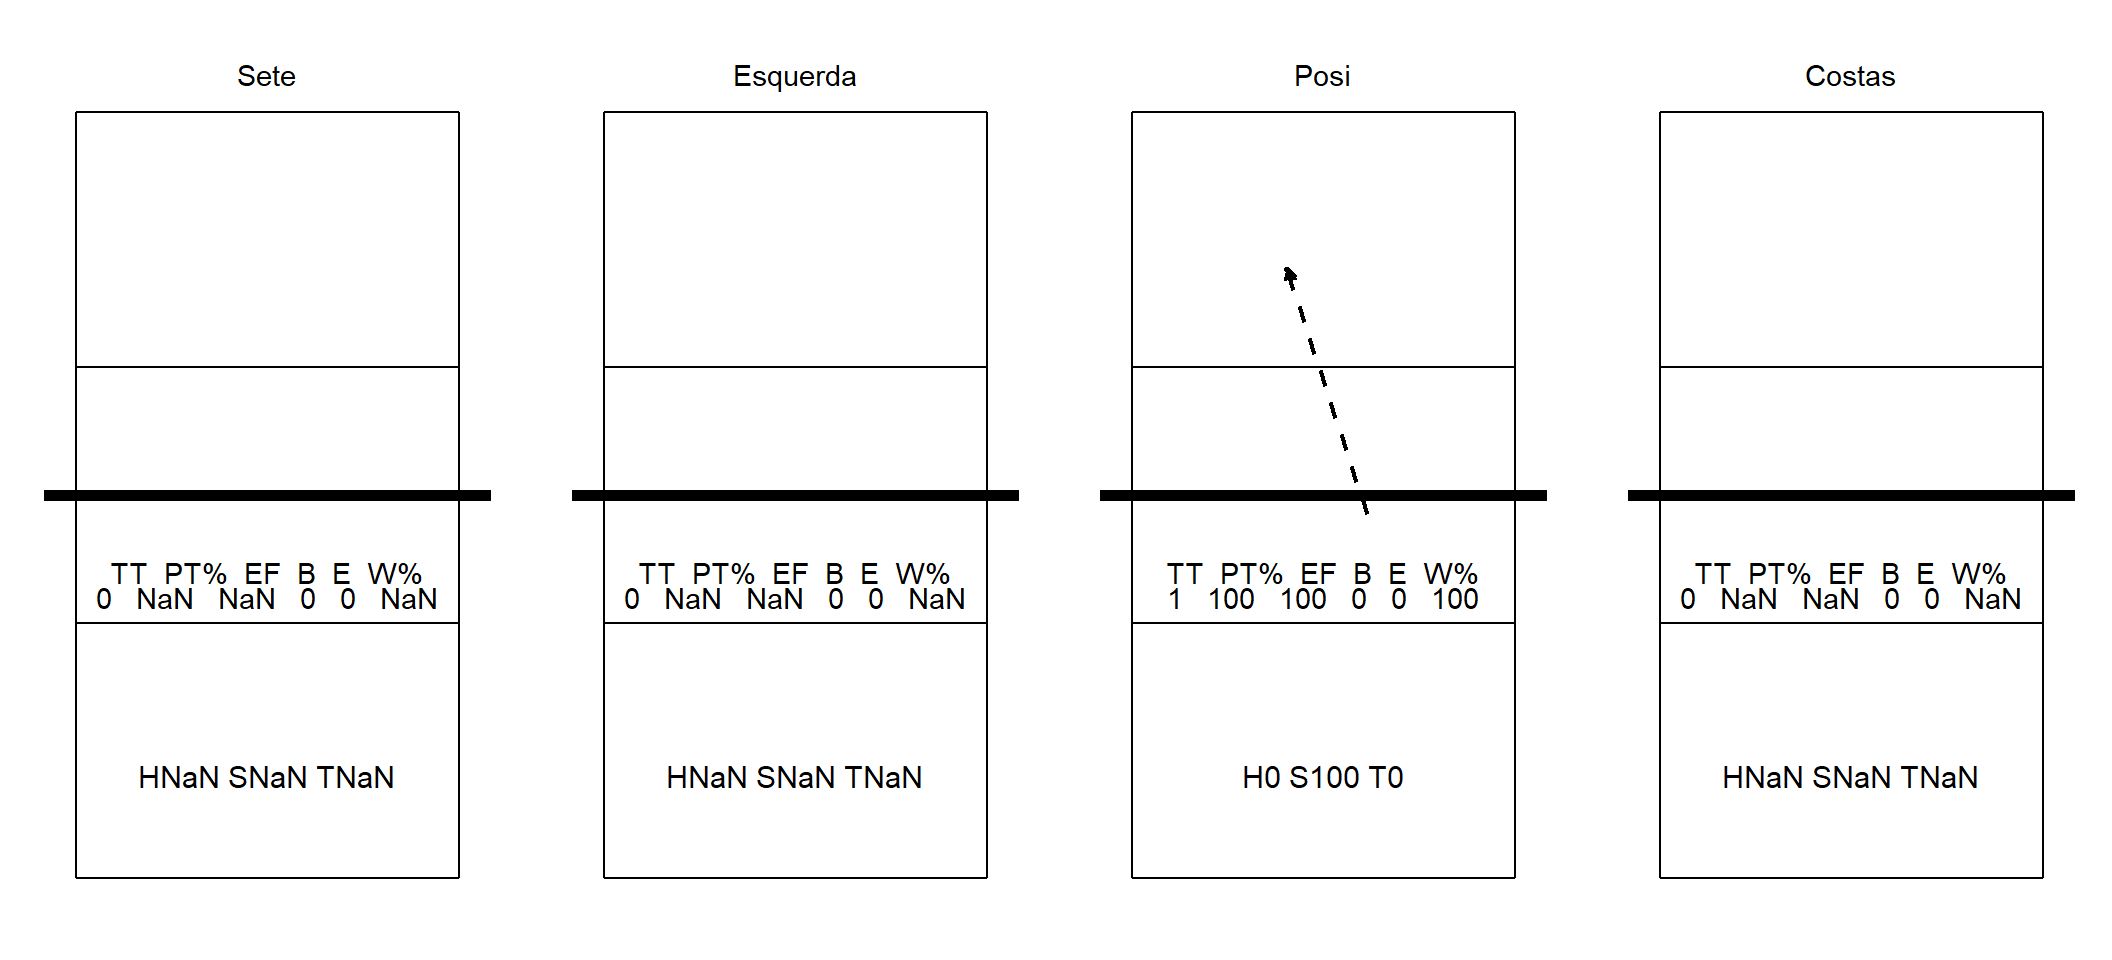 Sete
TT PT% EF B E W%
0 NaN NaN 0 0 NaN
HNaN SNaN TNaN
Esquerda
TT PT% EF B E W%
0 NaN NaN 0 0 NaN
HNaN SNaN TNaN
Posi
TT PT% EF B E W%
1 100 100 0 0 100
H0 S100 T0
Costas
TT PT% EF B E W%
0 NaN NaN 0 0 NaN
HNaN SNaN TNaN